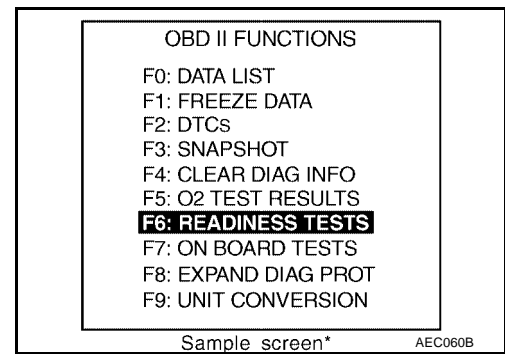 OBD II FUNCTIONS
F0: DATA LIST
F1: FREEZE DATA
F2: DTCs
F3: SNAPSHOT
F4: CLEAR DIAG INFO
F5: O2 TEST RESULTS
F6: READINESS TESTS
F7: ON BOARD TESTS
F8: EXPAND DIAG PROT
F9: UNIT CONVERSION
Sample screen* AEC060B